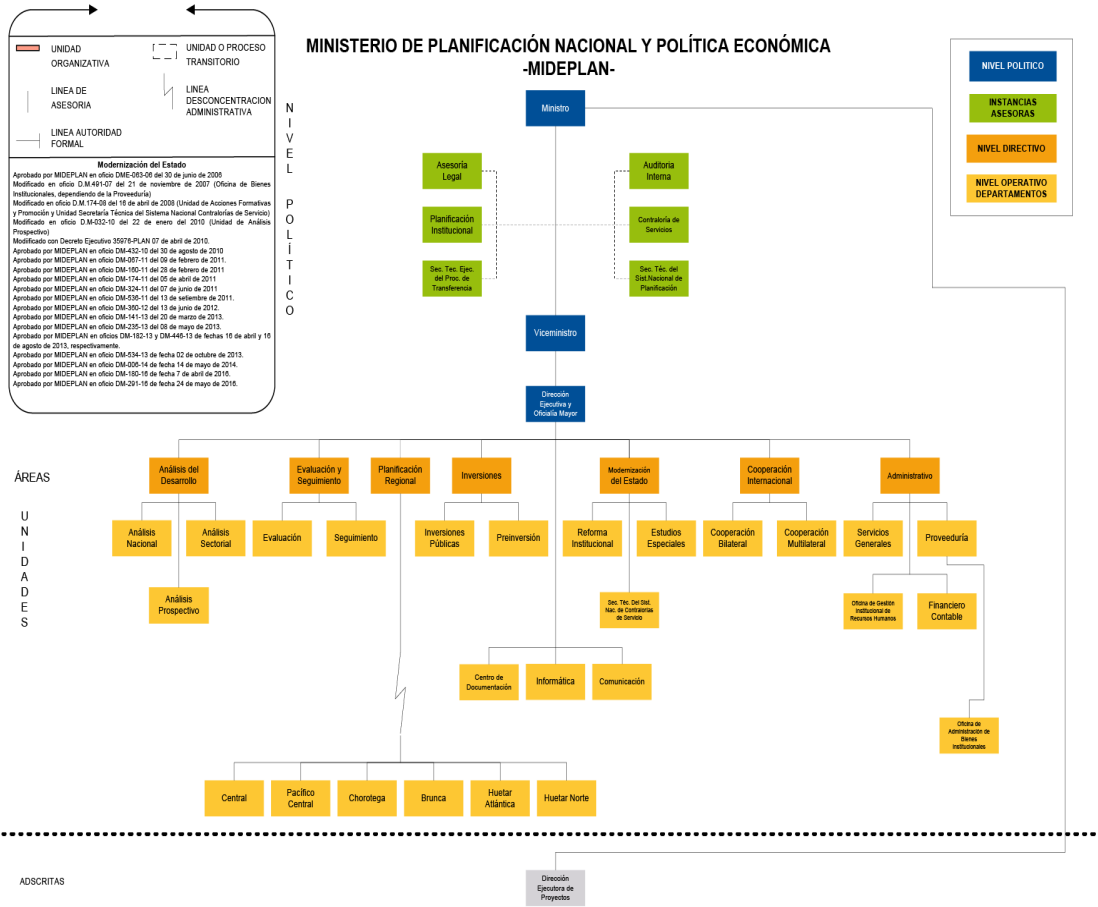 UNIDAD
ORGANIZATIVA
UNIDAD O PROCESO
TRANSITORIO
LINEA DE
ASESORIA
LINEA
DESCONCENTRACION
ADMINISTRATIVA
LINEA AUTORIDAD
FORMAL
Modernización del Estado
Aprobado por MIDEPLAN en oficio DME-063-06 del 30 de junio de 2006
Modificado en oficio D.M.491-07 del 21 de noviembre de 2007 (Oficina de Bienes
Institucionales, dependiendo de la Proveeduría)
Modificado en oficio D.M.174-08 del 16 de abril de 2008 (Unidad de Acciones Formativas
y Promoción y Unidad Secretaría Técnica del Sistema Nacional Contralorías de Servicio)
Modificado en oficio D.M-032-10 del 22 de enero del 2010 (Unidad de Análisis
Prospectivo)
Modificado con Decreto Ejecutivo 35976-PLAN 07 de abril de 2010.
Aprobado por MIDEPLAN en oficio DM-432-10 del 30 de agosto de 2010
Aprobado por MIDEPLAN en oficio DM-067-11 del 09 de febrero de 2011.
Aprobado por MIDEPLAN en oficio DM-160-11 del 28 de febrero de 2011
Aprobado por MIDEPLAN en oficio DM-174-11 del 05 de abril de 2011
Aprobado por MIDEPLAN en oficio DM-324-11 del 07 de junio de 2011
Aprobado por MIDEPLAN en oficio DM-536-11 del 13 de setiembre de 2011.
Aprobado por MIDEPLAN en oficio DM-360-12 del 13 de junio de 2012.
Aprobado por MIDEPLAN en oficio DM-141-13 del 20 de marzo de 2013.
Aprobado por MIDEPLAN en oficio DM-235-13 del 08 de mayo de 2013.
Aprobado por MIDEPLAN en oficios DM-182-13 y DM-446-13 de fechas 16 de abril y 16
de agosto de 2013, respectivamente.
Aprobado por MIDEPLAN en oficio DM-534-13 de fecha 02 de octubre de 2013.
Aprobado por MIDEPLAN en oficio DM-006-14 de fecha 14 de mayo de 2014.
Aprobado por MIDEPLAN en oficio DM-180-16 de fecha 7 de abril de 2016.
Aprobado por MIDEPLAN en oficio DM-291-16 de fecha 24 de mayo de 2016.
MINISTERIO DE PLANIFICACIÓN NACIONAL Y POLÍTICA ECONÓMICA
-MIDEPLAN-
NIVEL POLITICO
INSTANCIAS
ASESORAS
NIVEL DIRECTIVO
NIVEL OPERATIVO
DEPARTAMENTOS
NIVEL POLÍTICO
Ministro
Asesoría
Legal
Auditoria
Interna
Planificación
Institucional
Contraloría de
Servicios
Sec. Tec. Ejec.
del Proc. de
Transferencia
Sec. Téc. del
Sist.Nacional de
Planificación
Viceministro
Dirección
Ejecutiva y
Oficialía Mayor
ÁREAS
Análisis del
Desarrollo
Evaluación y
Seguimiento
Planificación
Regional
Inversiones
Modernización
del Estado
Cooperación
Internacional
Administrativo
UNIDADES
Análisis
Nacional
Análisis
Sectorial
Evaluación
Seguimiento
Inversiones
Públicas
Preinversión
Reforma
Institucional
Estudios
Especiales
Cooperación
Bilateral
Cooperación
Multilateral
Servicios
Generales
Proveeduría
Análisis
Prospectivo
Sec. Téc. Del Sist.
Nac. de Contralorías
de Servicio
Oficina de Gestión
Institucional de
Recursos Humanos
Financiero
Contable
Centro de
Documentación
Informática
Comunicación
Oficina de
Administración de
Bienes
Institucionales
Central
Pacífico
Central
Chorotega
Brunca
Huetar
Atlántica
Huetar Norte
ADSCRITAS
Dirección
Ejecutora de
Proyectos